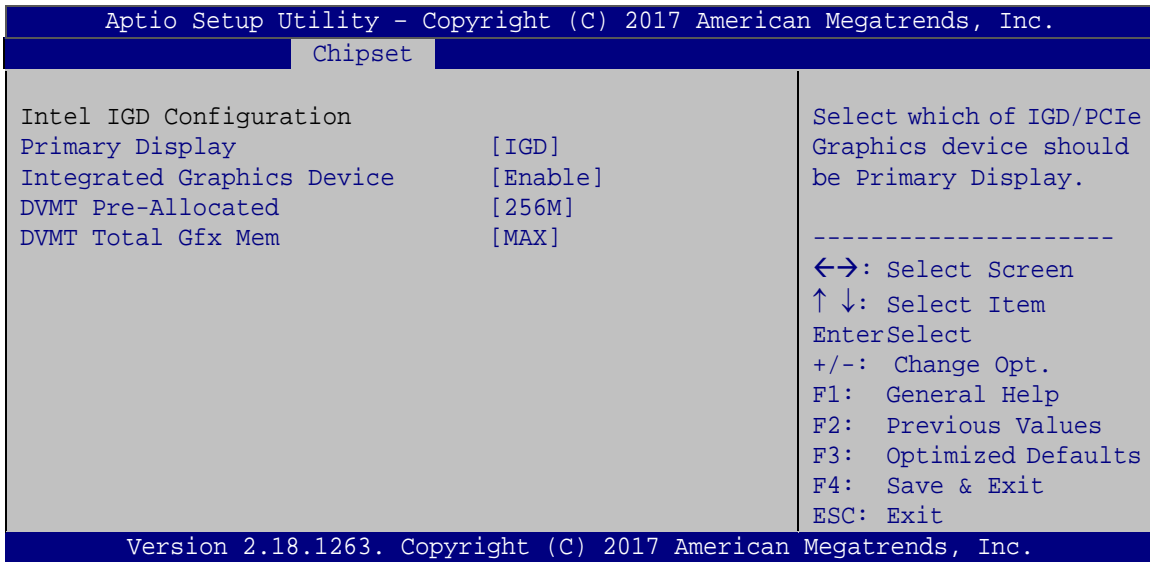 Aptio Setup Utility – Copyright (C) 2017 American Megatrends, Inc.
Chipset
Intel IGD Configuration
Primary Display [IGD]
Integrated Graphics Device [Enable]
DVMT Pre-Allocated [256M]
DVMT Total Gfx Mem [MAX]
Select which of IGD/PCIe
Graphics device should
be Primary Display.
---------------------
←→: Select Screen
↑ ↓: Select Item
EnterSelect
+/-: Change Opt.
F1: General Help
F2: Previous Values
F3: Optimized Defaults
F4: Save & Exit
ESC: Exit
Version 2.18.1263. Copyright (C) 2017 American Megatrends, Inc.